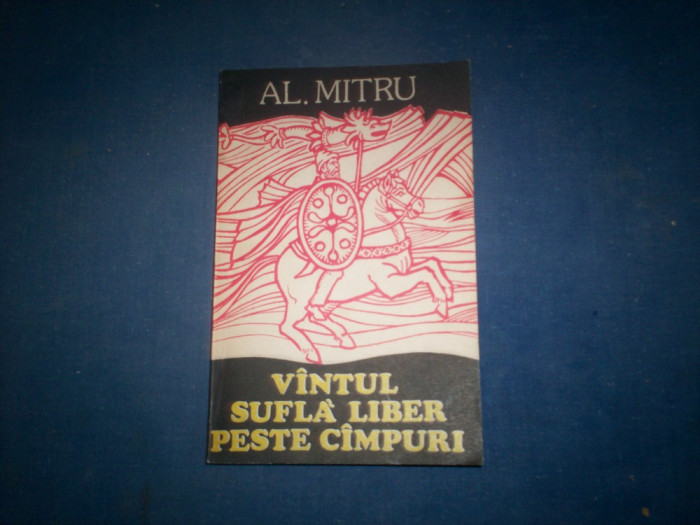 AL. MITRU
VÎNTUL
SUFLĂ LIBER
PESTE CÎMPURI